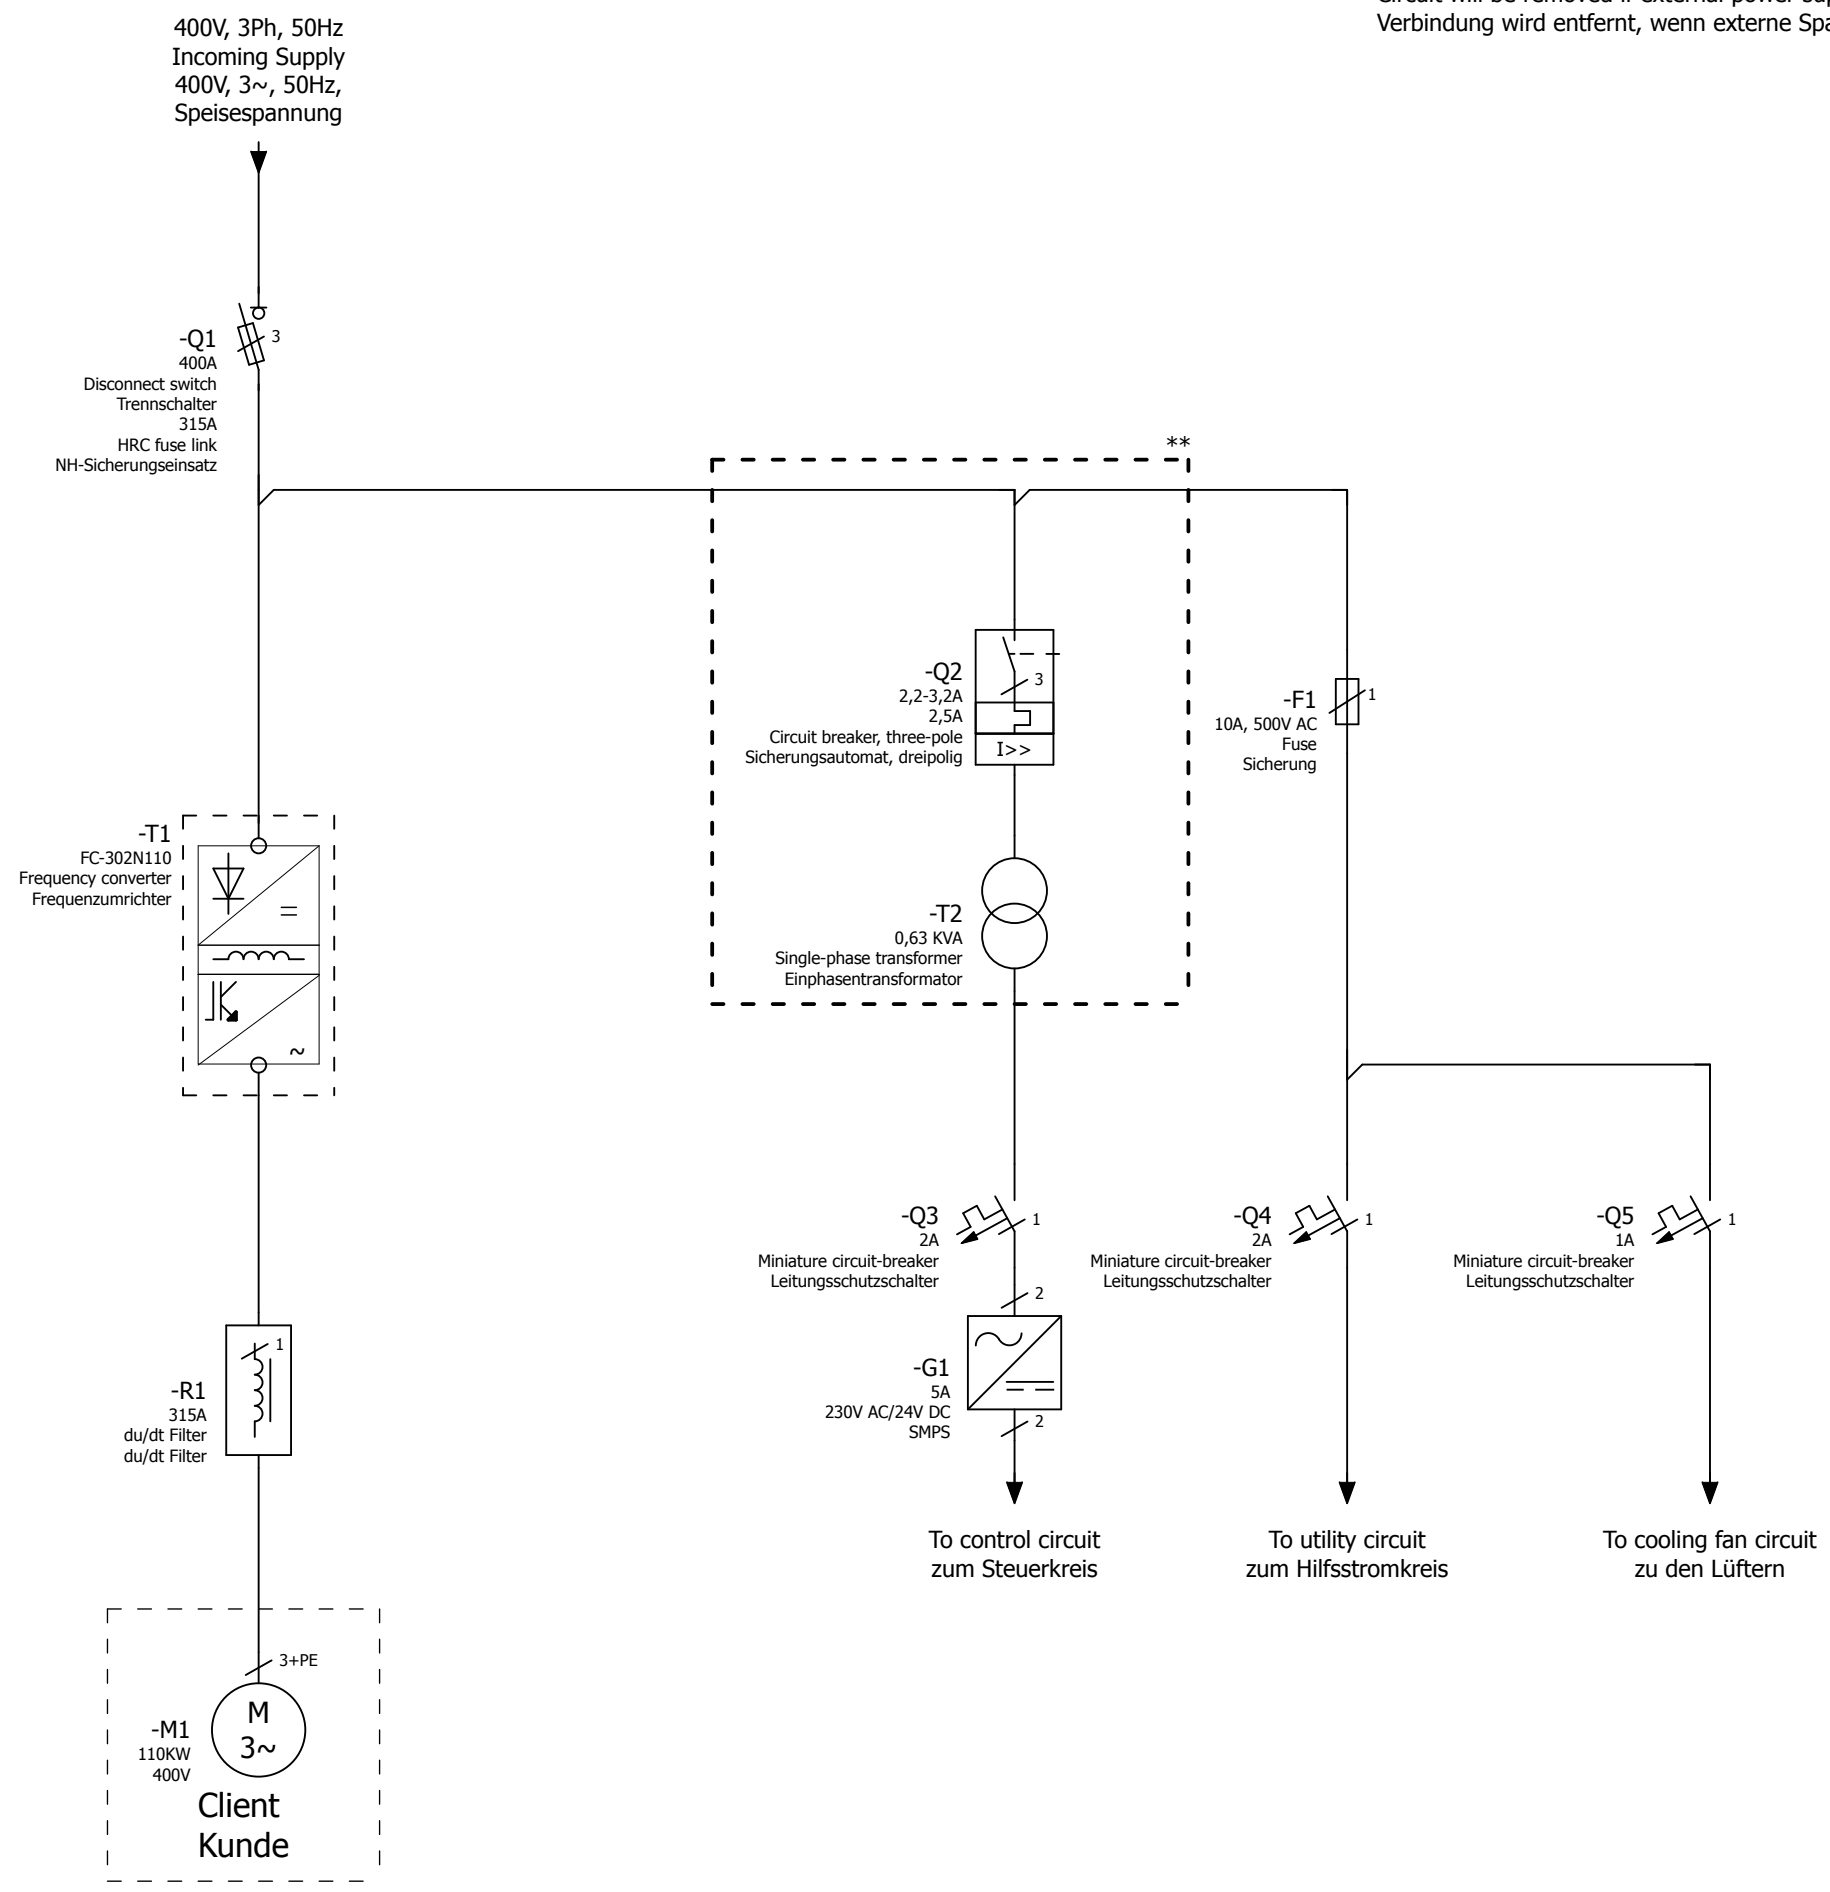 Circuit will be removed if external power
Verbindung wird entfernt, wenn externe
400V, 3Ph, 50Hz
Incoming Supply
400V, 3~, 50Hz,
Speisespannung
-Q1
3
400A
Disconnect switch
Trennschalter
315A
HRC fuse link
NH-Sicherungseinsatz
**
-Q2
3
2,2-3,2A
2,5A
Circuit breaker, three-pole
Sicherungsautomat, dreipolig
I>>
-F1
1
10A, 500V AC
Fuse
Sicherung
-T1
FC-302N110
Frequency converter
Frequenzumrichter
=
~
-T2
0,63 KVA
Single-phase transformer
Einphasentransformator
-Q3
1
2A
Miniature circuit-breaker
Leitungsschutzschalter
2
-Q4
1
2A
Miniature circuit-breaker
Leitungsschutzschalter
-Q5
1
1A
Miniature circuit-breaker
Leitungsschutzschalter
-R1
1
315A
du/dt Filter
du/dt Filter
-G1
5A
230V AC/24V DC
SMPS
2
To control circuit
zum Steuerkreis
To utility circuit
zum Hilfsstromkreis
To cooling fan circuit
zu den Lüftern
3+PE
-M1
110KW
400V
M
3~
Client
Kunde